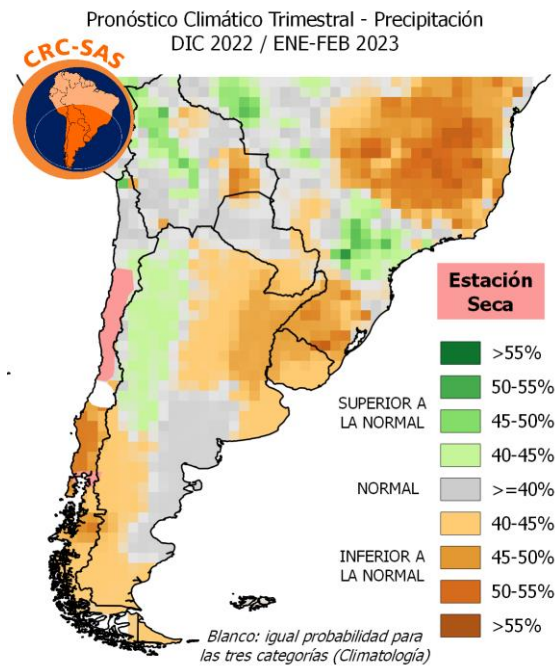 Pronóstico Climático Trimestral - Precipitación
DIC 2022 / ENE-FEB 2023
CRC-SAS
Estación
Seca
>55%
50-55%
SUPERIOR A
LA NORMAL
45-50%
40-45%
NORMAL
>=40%
40-45%
INFERIOR A
LA NORMAL
45-50%
50-55%
>55%
Blanco: igual probabilidad para
las tres categorías (Climatología)